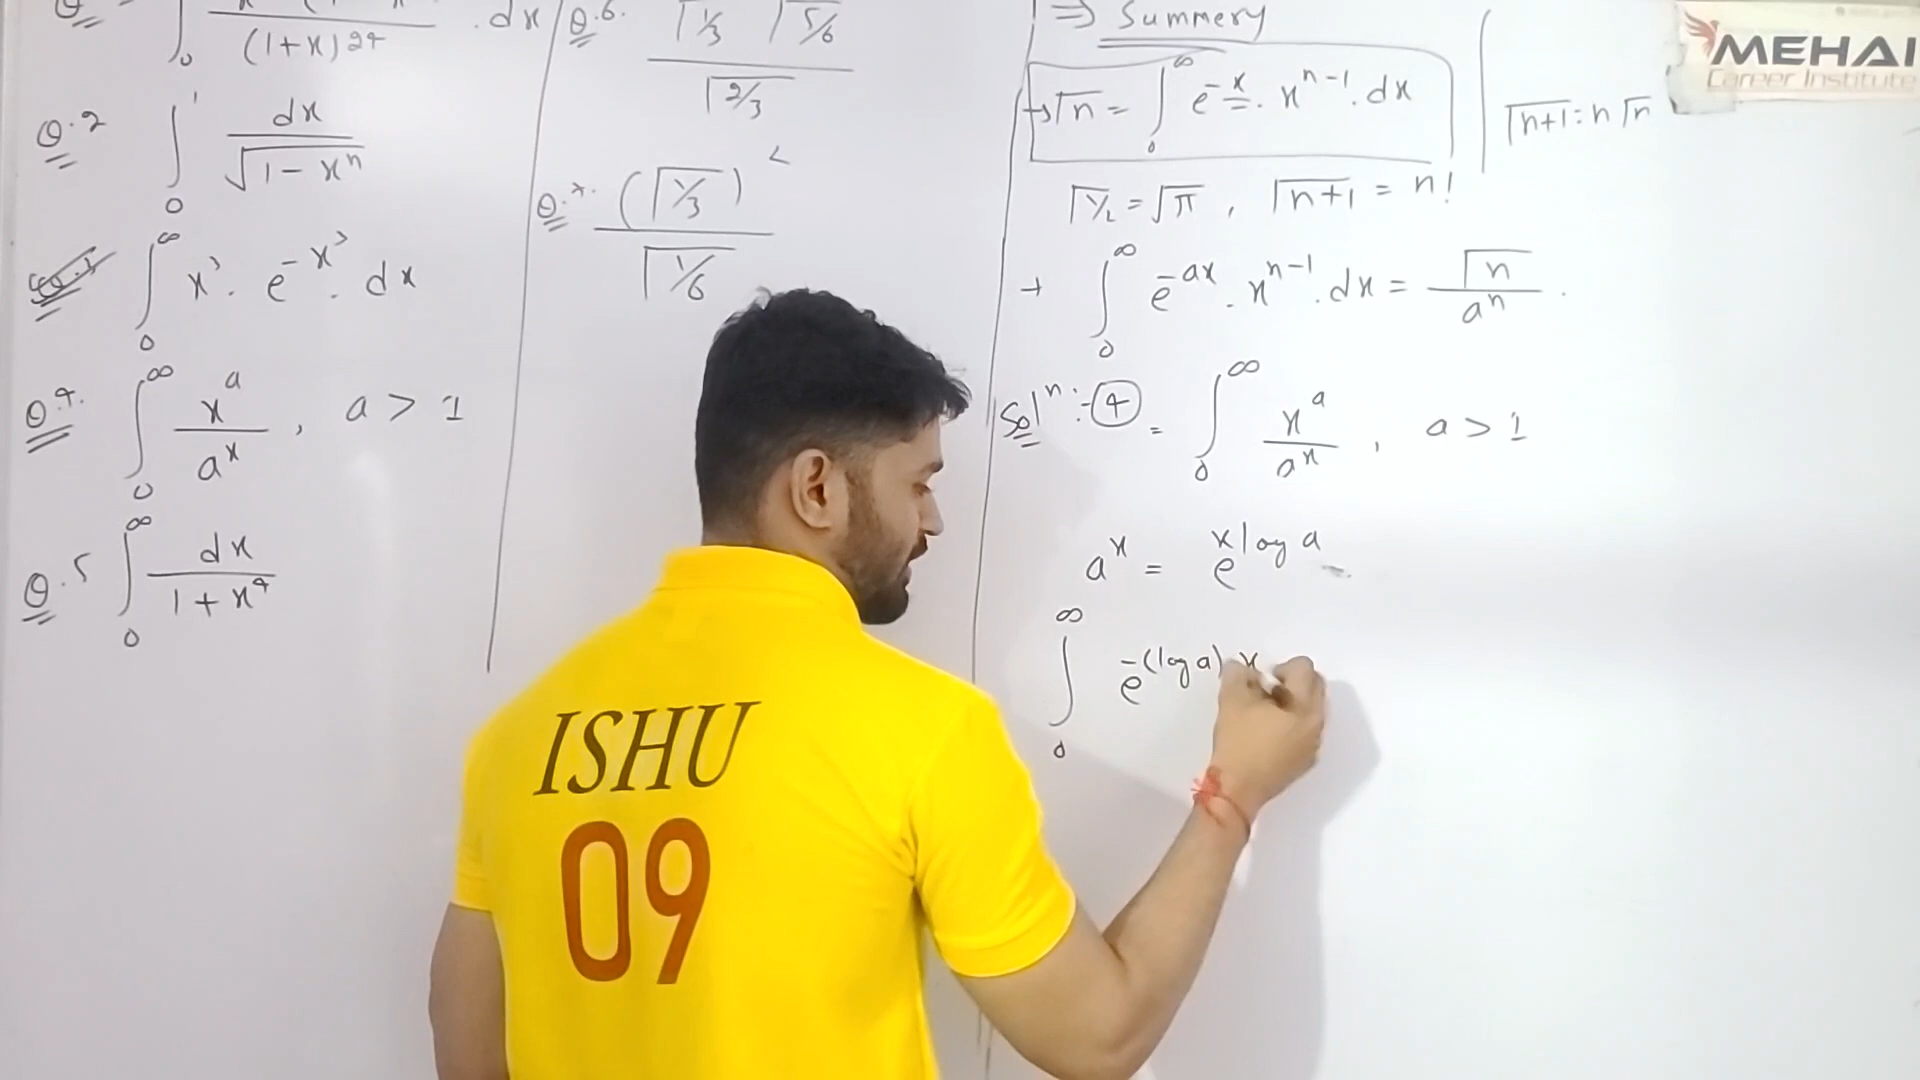 (1+x)²⁴ . dx
Q.2 ∫₀¹ dx / √(1-xⁿ)
∫₀^∞ x³ . e^(-x³) . dx
Q.4. ∫₀^∞ x^a / a^x , a > 1
Q.5 ∫₀^∞ dx / 1+x⁴
Q.6. Γ1/3 Γ5/6 / Γ2/3
(Γ1/3)² / Γ1/6
⇒ Summery
→ Γn = ∫₀^∞ e^(-x) . x^(n-1) . dx
Γn+1 = n Γn
Γ1/2 = √π , Γn+1 = n!
→ ∫₀^∞ e^(-ax) . x^(n-1) . dx = Γn / aⁿ .
Solⁿ :- (4) = ∫₀^∞ x^a / a^x , a > 1
a^x = e^(x log a)
∫₀^∞ e^(-(log a) x
MEHAI
Career Institute
ISHU
09